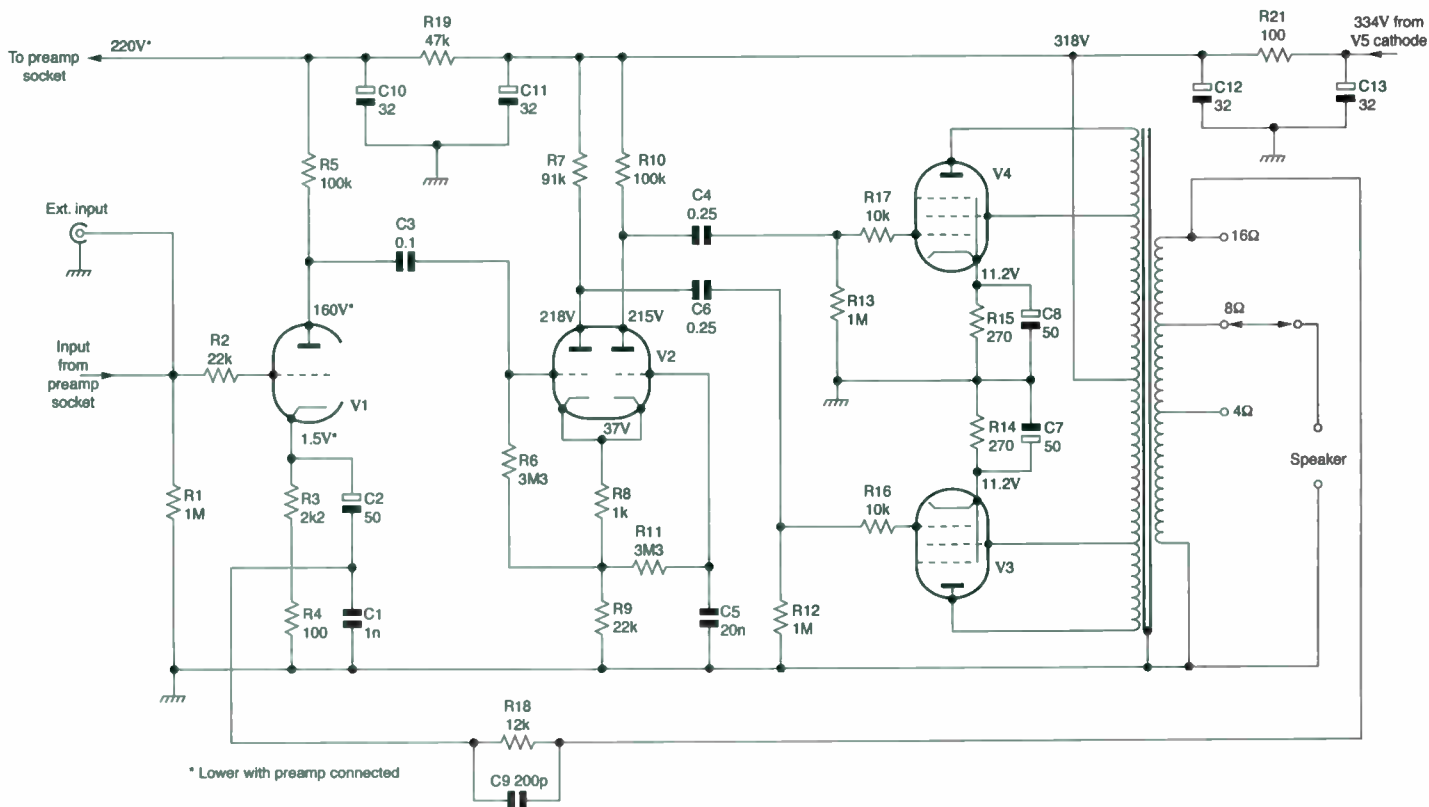 R19
47k
R21
100
334V from
V5 cathode
220V*
318V
To preamp
socket
C10
32
C11
32
C12
32
C13
32
R5
100k
R7
91k
R10
100k
V4
Ext. input
C3
0.1
C4
0.25
R17
10k
16Ω
11.2V
160V*
218V
215V
C6
0.25
R13
1M
R15
270
C8
50
8Ω
Input
from
preamp
socket
R2
22k
V2
V1
1.5V*
37V
4Ω
R14
270
C7
50
Speaker
R6
3M3
11.2V
R1
1M
R3
2k2
C2
50
R8
1k
R16
10k
R11
3M3
V3
R4
100
C1
1n
R9
22k
C5
20n
R12
1M
R18
12k
* Lower with preamp connected
C9 200p